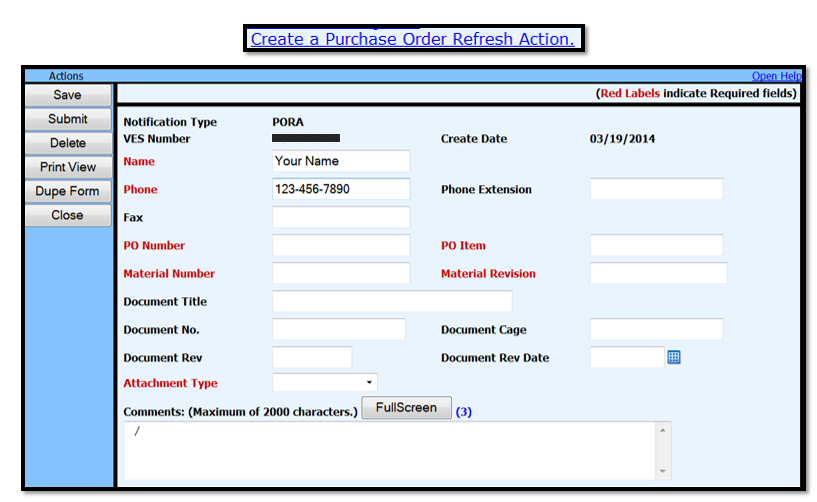 Create a Purchase Order Refresh Action.
Actions Open Help
Save (Red Labels indicate Required fields)
Submit
Delete
Print View
Dupe Form
Close
Notification Type PORA
VES Number Create Date 03/19/2014
Name Your Name
Phone 123-456-7890 Phone Extension
Fax
PO Number PO Item
Material Number Material Revision
Document Title
Document No. Document Cage
Document Rev Document Rev Date
Attachment Type
Comments: (Maximum of 2000 characters.) FullScreen (3)
/